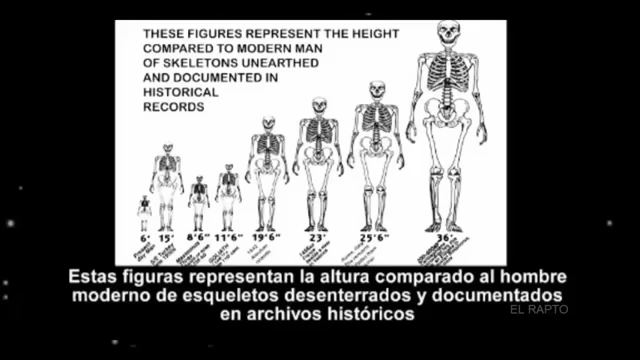 THESE FIGURES REPRESENT THE HEIGHT
COMPARED TO MODERN MAN
OF SKELETONS UNEARTHED
AND DOCUMENTED IN
HISTORICAL
RECORDS
6' 15' 8'6" 11'6" 19'6" 23' 25'6" 36'
Estas figuras representan la altura comparado al hombre
moderno de esqueletos desenterrados y documentados
en archivos históricos
EL RAPTO